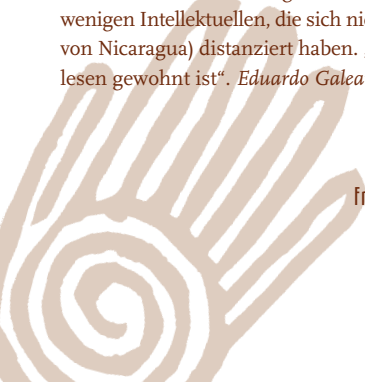 wenigen Intellektuellen, die sich ni
von Nicaragua) distanziert haben.
lesen gewohnt ist“. Eduardo Galea